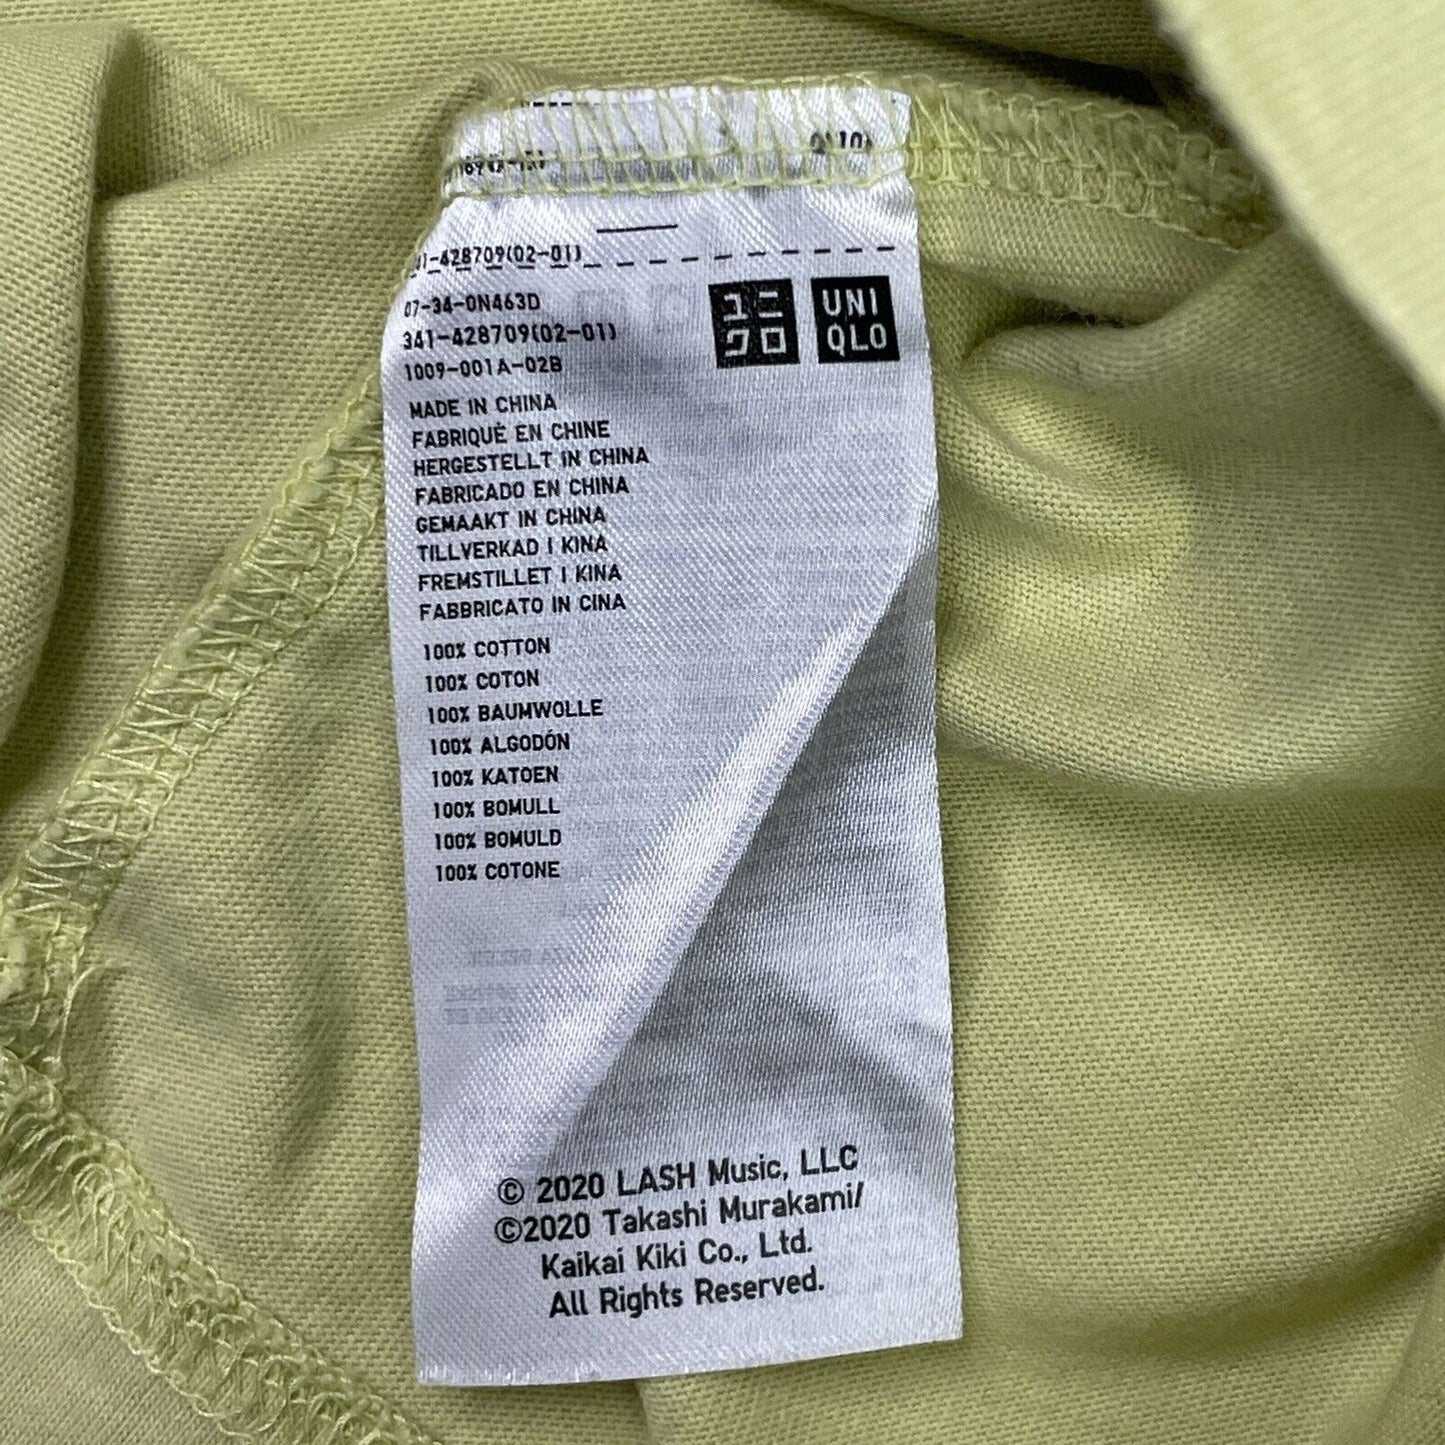 -428709(02-01)
07-34-0N463D
341-428709(02-01)
1009-001A-02B
ユニ
クロ
UNI
QLO
MADE IN CHINA
FABRIQUÉ EN CHINE
HERGESTELLT IN CHINA
FABRICADO EN CHINA
GEMAAKT IN CHINA
TILLVERKAD I KINA
FREMSTILLET I KINA
FABBRICATO IN CINA
100% COTTON
100% COTON
100% BAUMWOLLE
100% ALGODÓN
100% KATOEN
100% BOMULL
100% BOMULD
100% COTONE
© 2020 LASH Music, LLC
©2020 Takashi Murakami/
Kaikai Kiki Co., Ltd.
All Rights Reserved.